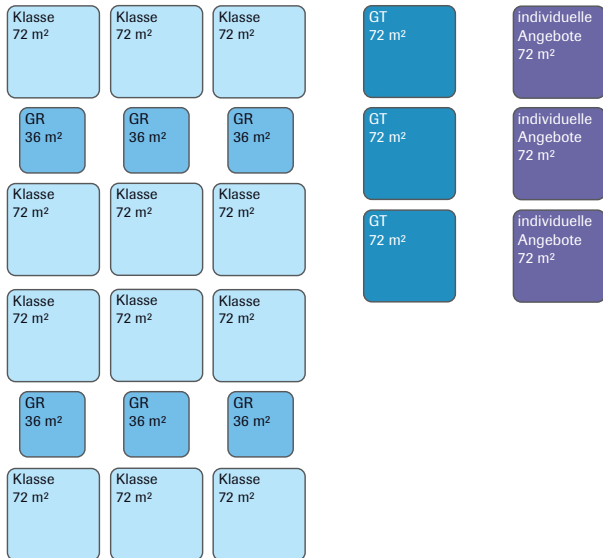 Klasse
72 m²
Klasse
72 m²
Klasse
72 m²
GT
72 m²
individuelle
Angebote
72 m²
GR
36 m²
GR
36 m²
GR
36 m²
GT
72 m²
individuelle
Angebote
72 m²
Klasse
72 m²
Klasse
72 m²
Klasse
72 m²
GT
72 m²
individuelle
Angebote
72 m²
Klasse
72 m²
Klasse
72 m²
Klasse
72 m²
GR
36 m²
GR
36 m²
GR
36 m²
Klasse
72 m²
Klasse
72 m²
Klasse
72 m²